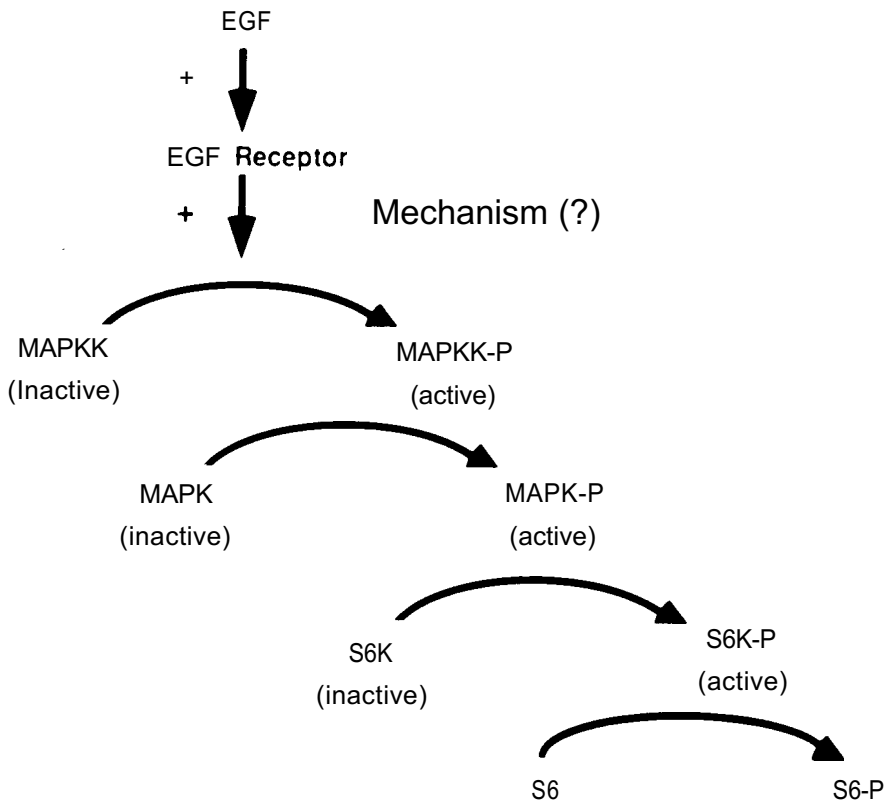 EGF
+
EGF Receptor
+
Mechanism (?)
MAPKK
(Inactive)
MAPKK-P
(active)
MAPK
(inactive)
MAPK-P
(active)
S6K
(inactive)
S6K-P
(active)
S6
S6-P